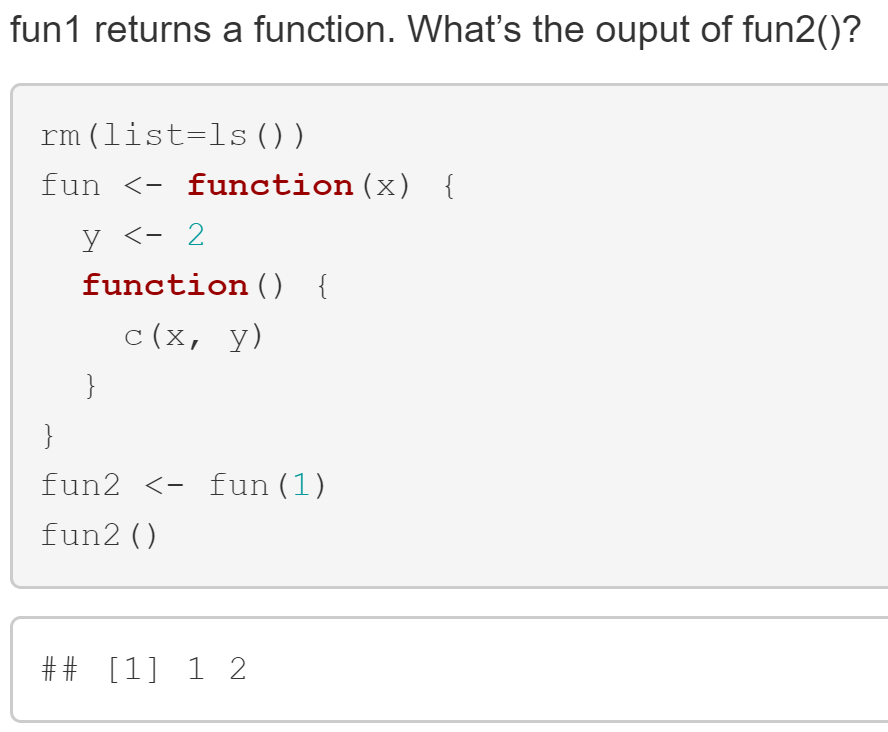 fun1 returns a function. What’s the ouput of fun2()?
rm(list=ls())
fun <- function(x) {
  y <- 2
  function() {
    c(x, y)
  }
}
fun2 <- fun(1)
fun2()
## [1] 1 2